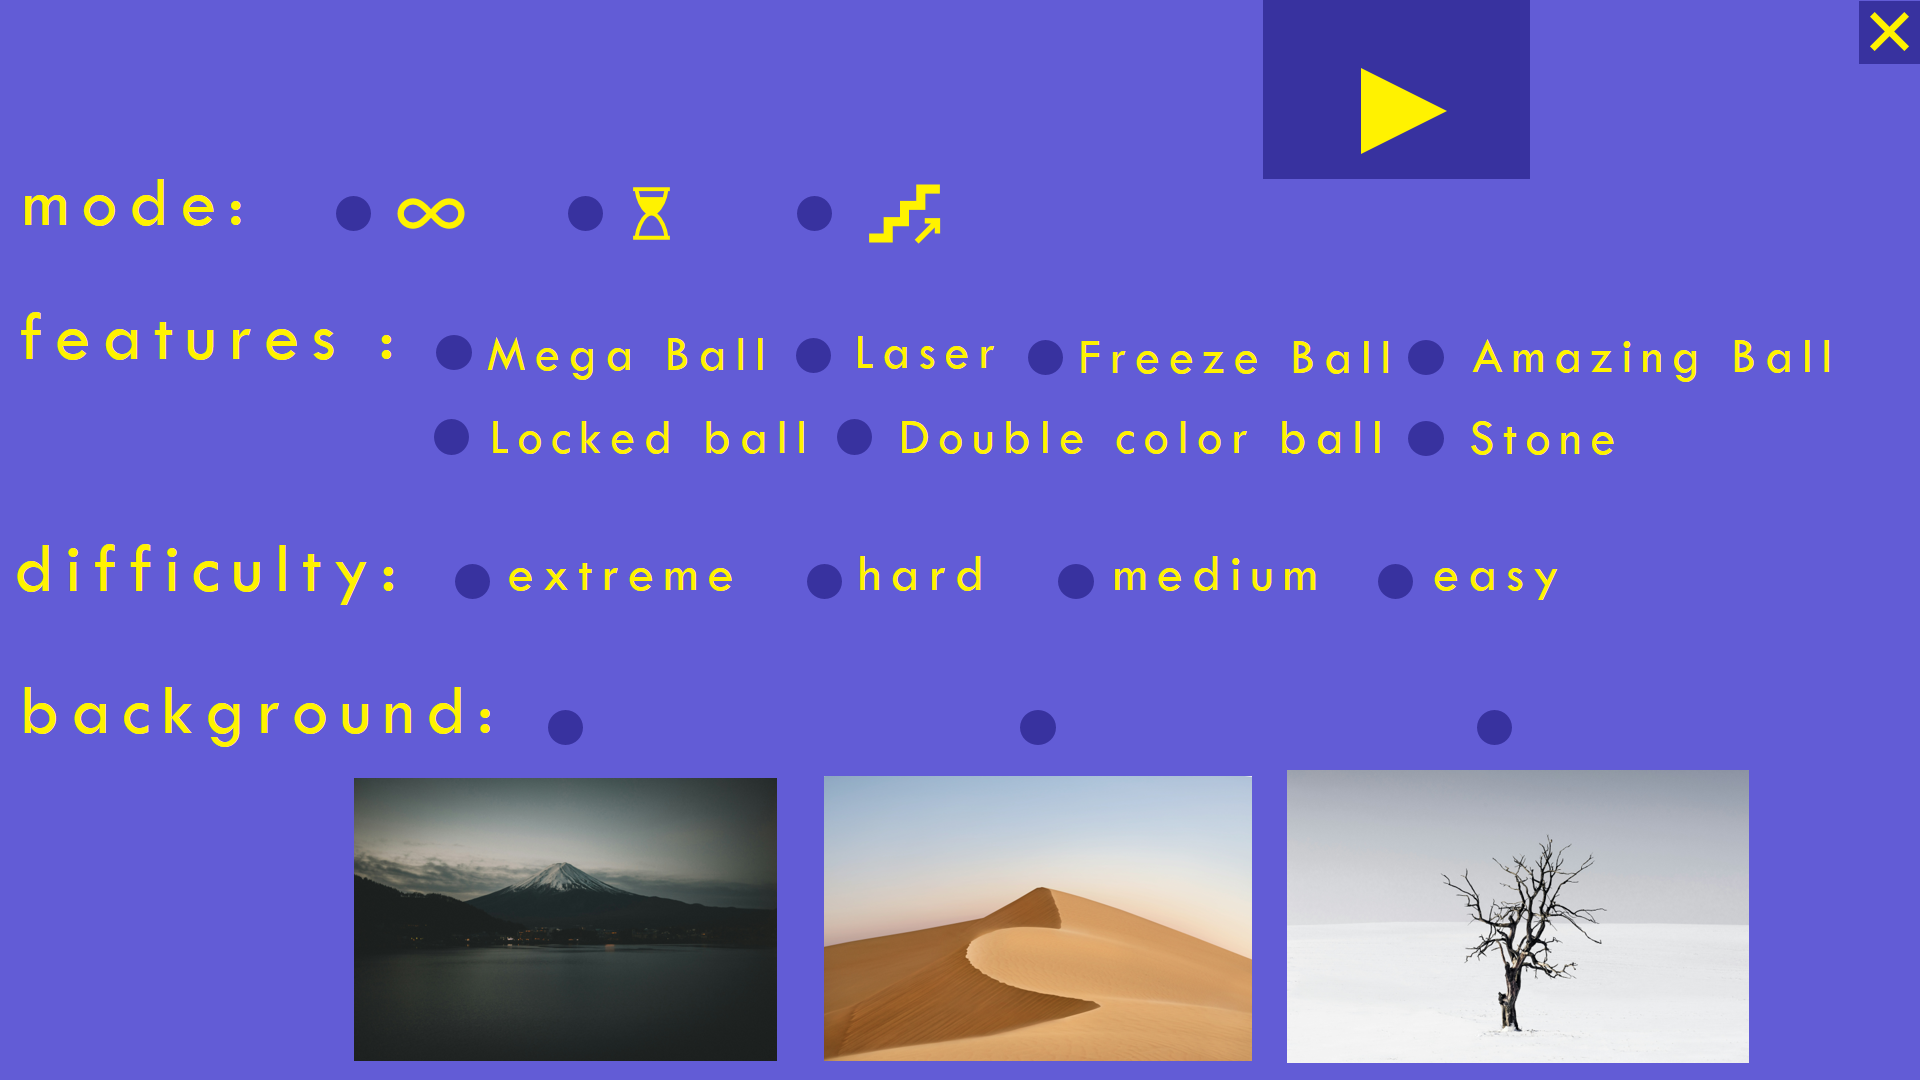 mode:
features : Mega Ball Laser Freeze Ball Amazing Ball
Locked ball Double color ball Stone
difficulty: extreme hard medium easy
background: